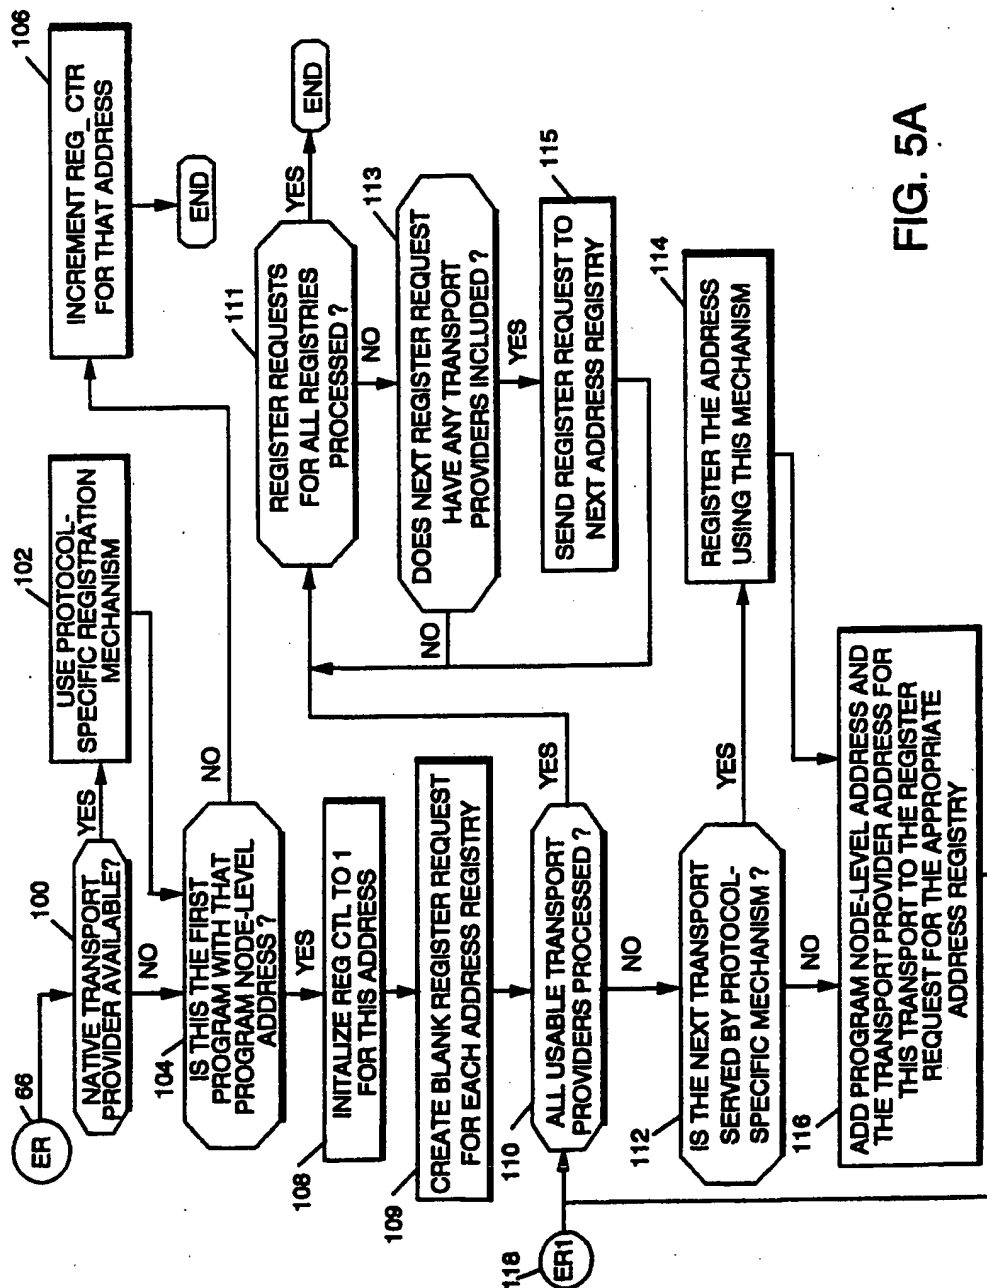 66
ER
100
NATIVE TRANSPORT
PROVIDER AVAILABLE?
YES
NO
102
USE PROTOCOL-
SPECIFIC REGISTRATION
MECHANISM
104
IS THIS THE FIRST
PROGRAM WITH THAT
PROGRAM NODE-LEVEL
ADDRESS ?
NO
YES
106
INCREMENT REG_CTR
FOR THAT ADDRESS
END
108
INITALIZE REG CTL TO 1
FOR THIS ADDRESS
109
CREATE BLANK REGISTER REQUEST
FOR EACH ADDRESS REGISTRY
118
ER1
110
ALL USABLE TRANSPORT
PROVIDERS PROCESSED ?
YES
NO
111
REGISTER REQUESTS
FOR ALL REGISTRIES
PROCESSED ?
YES
END
NO
113
DOES NEXT REGISTER REQUEST
HAVE ANY TRANSPORT
PROVIDERS INCLUDED ?
NO
YES
115
SEND REGISTER REQUEST TO
NEXT ADDRESS REGISTRY
112
IS THE NEXT TRANSPORT
SERVED BY PROTOCOL-
SPECIFIC MECHANISM ?
YES
NO
114
REGISTER THE ADDRESS
USING THIS MECHANISM
116
ADD PROGRAM NODE-LEVEL ADDRESS AND
THE TRANSPORT PROVIDER ADDRESS FOR
THIS TRANSPORT TO THE REGISTER
REQUEST FOR THE APPROPRIATE
ADDRESS REGISTRY
FIG. 5A